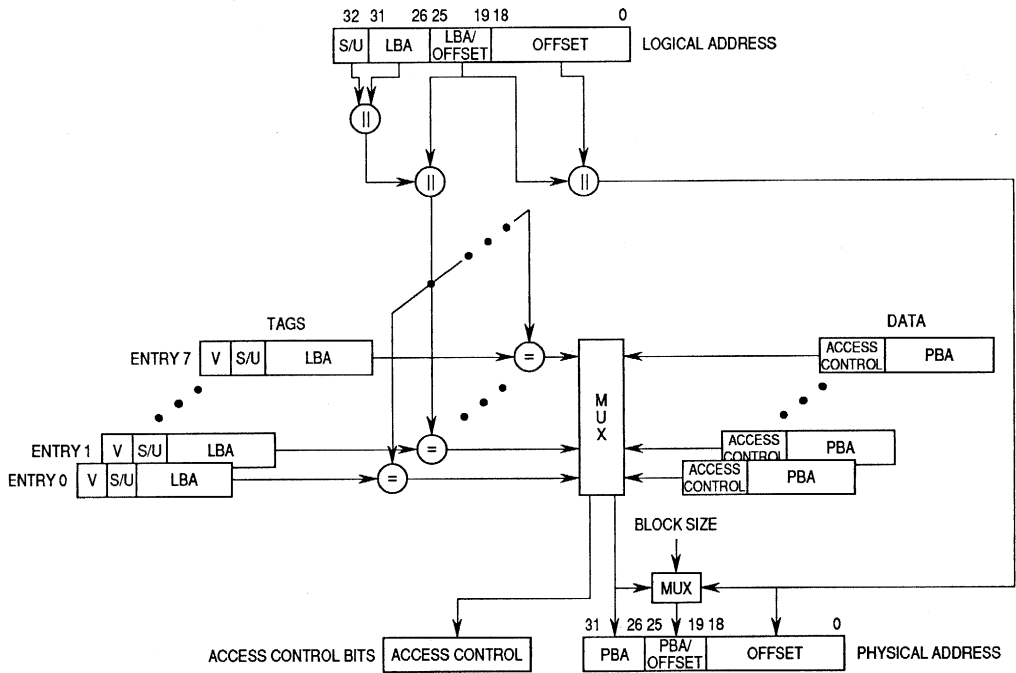 32 31 26 25 19 18 0
S/U LBA LBA/ OFFSET OFFSET LOGICAL ADDRESS
||
|| ||
TAGS DATA
ENTRY 7 V S/U LBA = ACCESS CONTROL PBA
MUX
ENTRY 1 V S/U LBA = ACCESS CONTROL PBA
ENTRY 0 V S/U LBA = ACCESS CONTROL PBA
BLOCK SIZE
MUX
31 26 25 19 18 0
ACCESS CONTROL BITS ACCESS CONTROL PBA PBA/ OFFSET OFFSET PHYSICAL ADDRESS